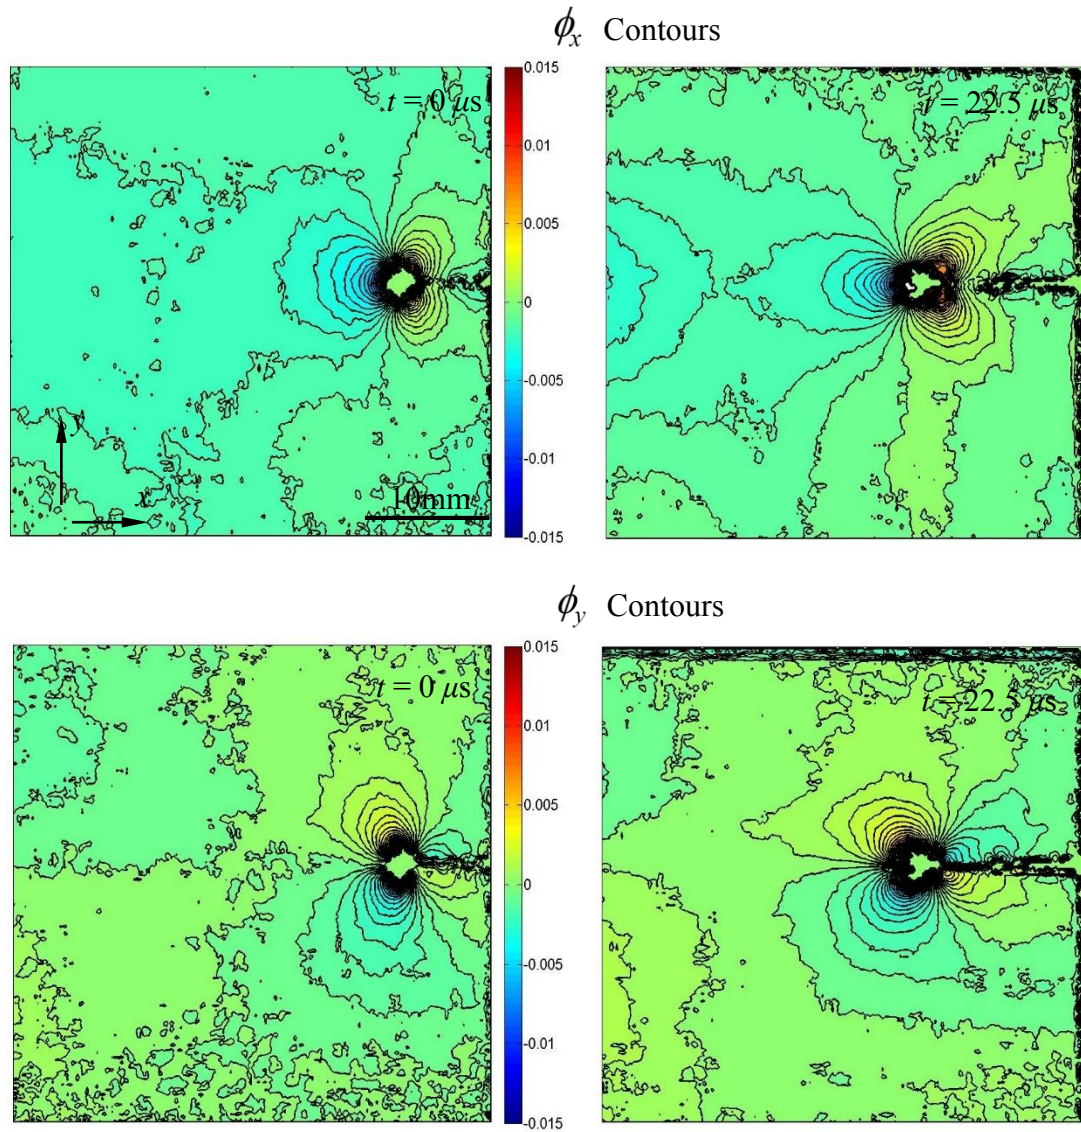 ϕx Contours
t = 0 μs
0.015
0.01
0.005
0
-0.005
-0.01
-0.015
y
x
10mm
t = 22.5 μs
ϕy Contours
t = 0 μs
0.015
0.01
0.005
0
-0.005
-0.01
-0.015
t = 22.5 μs